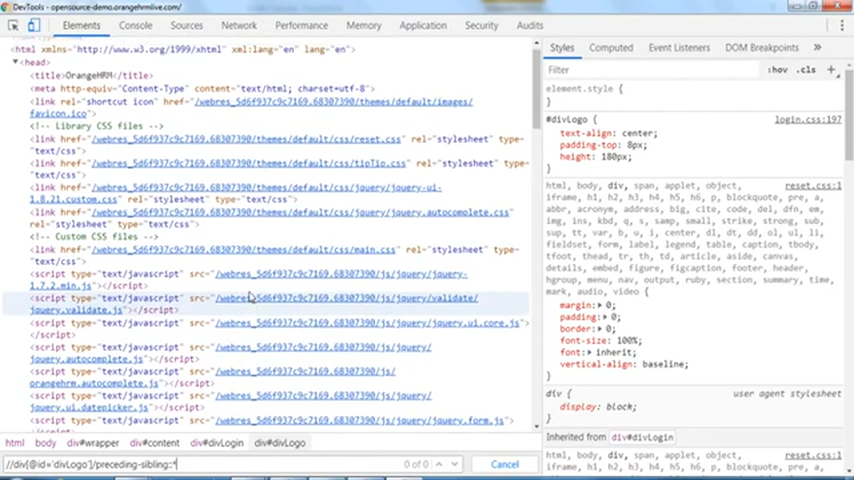 DevTools - opensource-demo.orangehrmlive.com/
Elements Console Sources Network Performance Memory Application Security Audits
<html xmlns="http://www.w3.org/1999/xhtml" xml:lang="en" lang="en">
<head>
<title>OrangeHRM</title>
<meta http-equiv="Content-Type" content="text/html; charset=utf-8">
<link rel="shortcut icon" href="/webres_5d6f937c9c7169.68307390/themes/default/images/
favicon.ico">
<!-- Library CSS files -->
<link href="/webres_5d6f937c9c7169.68307390/themes/default/css/reset.css" rel="stylesheet" type=
"text/css">
<link href="/webres_5d6f937c9c7169.68307390/themes/default/css/tipTip.css" rel="stylesheet" type=
"text/css">
<link href="/webres_5d6f937c9c7169.68307390/themes/default/css/jquery/jquery-ui-
1.8.21.custom.css" rel="stylesheet" type="text/css">
<link href="/webres_5d6f937c9c7169.68307390/themes/default/css/jquery/jquery.autocomplete.css"
rel="stylesheet" type="text/css">
<!-- Custom CSS files -->
<link href="/webres_5d6f937c9c7169.68307390/themes/default/css/main.css" rel="stylesheet" type=
"text/css">
<script type="text/javascript" src="/webres_5d6f937c9c7169.68307390/js/jquery/jquery-
1.7.2.min.js"></script>
<script type="text/javascript" src="/webres_5d6f937c9c7169.68307390/js/jquery/validate/
jquery.validate.js"></script>
<script type="text/javascript" src="/webres_5d6f937c9c7169.68307390/js/jquery/jquery.ui.core.js">
</script>
<script type="text/javascript" src="/webres_5d6f937c9c7169.68307390/js/jquery/
jquery.autocomplete.js"></script>
<script type="text/javascript" src="/webres_5d6f937c9c7169.68307390/js/
orangehrm.autocomplete.js"></script>
<script type="text/javascript" src="/webres_5d6f937c9c7169.68307390/js/jquery/
jquery.ui.datepicker.js"></script>
<script type="text/javascript" src="/webres_5d6f937c9c7169.68307390/js/jquery/jquery.form.js">
html body div#wrapper div#content div#divLogin div#divLogo
//div[@id='divLogo']/preceding-sibling::* 0 of 0 Cancel
Styles Computed Event Listeners DOM Breakpoints »
Filter :hov .cls +
element.style {
}
#divLogo { login.css:197
text-align: center;
padding-top: 8px;
height: 180px;
}
html, body, div, span, applet, object, reset.css:1
iframe, h1, h2, h3, h4, h5, h6, p, blockquote, pre, a
abbr, acronym, address, big, cite, code, del, dfn, em,
img, ins, kbd, q, s, samp, small, strike, strong, sub,
sup, tt, var, b, u, i, center, dl, dt, dd, ol, ul, li,
fieldset, form, label, legend, table, caption, tbody,
tfoot, thead, tr, th, td, article, aside, canvas,
details, embed, figure, figcaption, footer, header,
hgroup, menu, nav, output, ruby, section, summary, time,
mark, audio, video {
margin: 0;
padding: 0;
border: 0;
font-size: 100%;
font: inherit;
vertical-align: baseline;
}
div { user agent stylesheet
display: block;
}
Inherited from div#divLogin
html, body, div, span, applet, object, reset.css:1